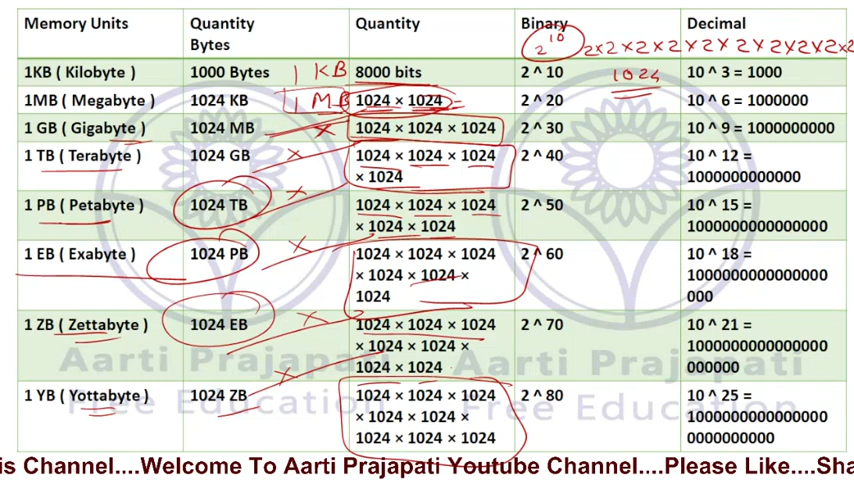 Memory Units Quantity Bytes Quantity Binary Decimal
2^10 2×2×2×2×2×2×2×2×2×2
1KB ( Kilobyte ) 1000 Bytes 1 KB 8000 bits 2 ^ 10 1024 10 ^ 3 = 1000
1MB ( Megabyte ) 1024 KB 1 MB 1024 × 1024 = 2 ^ 20 10 ^ 6 = 1000000
1 GB ( Gigabyte ) 1024 MB × 1024 × 1024 × 1024 2 ^ 30 10 ^ 9 = 1000000000
1 TB ( Terabyte ) 1024 GB × 1024 × 1024 × 1024 2 ^ 40 10 ^ 12 =
× 1024 1000000000000
1 PB ( Petabyte ) 1024 TB × 1024 × 1024 × 1024 2 ^ 50 10 ^ 15 =
× 1024 × 1024 1000000000000000
1 EB ( Exabyte ) 1024 PB × 1024 × 1024 × 1024 2 ^ 60 10 ^ 18 =
× 1024 × 1024 × 1000000000000000
1024 000
1 ZB ( Zettabyte ) 1024 EB × 1024 × 1024 × 1024 2 ^ 70 10 ^ 21 =
× 1024 × 1024 × 1000000000000000
1024 × 1024 000000
1 YB ( Yottabyte ) 1024 ZB × 1024 × 1024 × 1024 2 ^ 80 10 ^ 25 =
× 1024 × 1024 × 1000000000000000
1024 × 1024 × 1024 0000000000
Aarti Prajapati Aarti Prajapati
Free Education Free Education
is Channel....Welcome To Aarti Prajapati Youtube Channel....Please Like....Sha